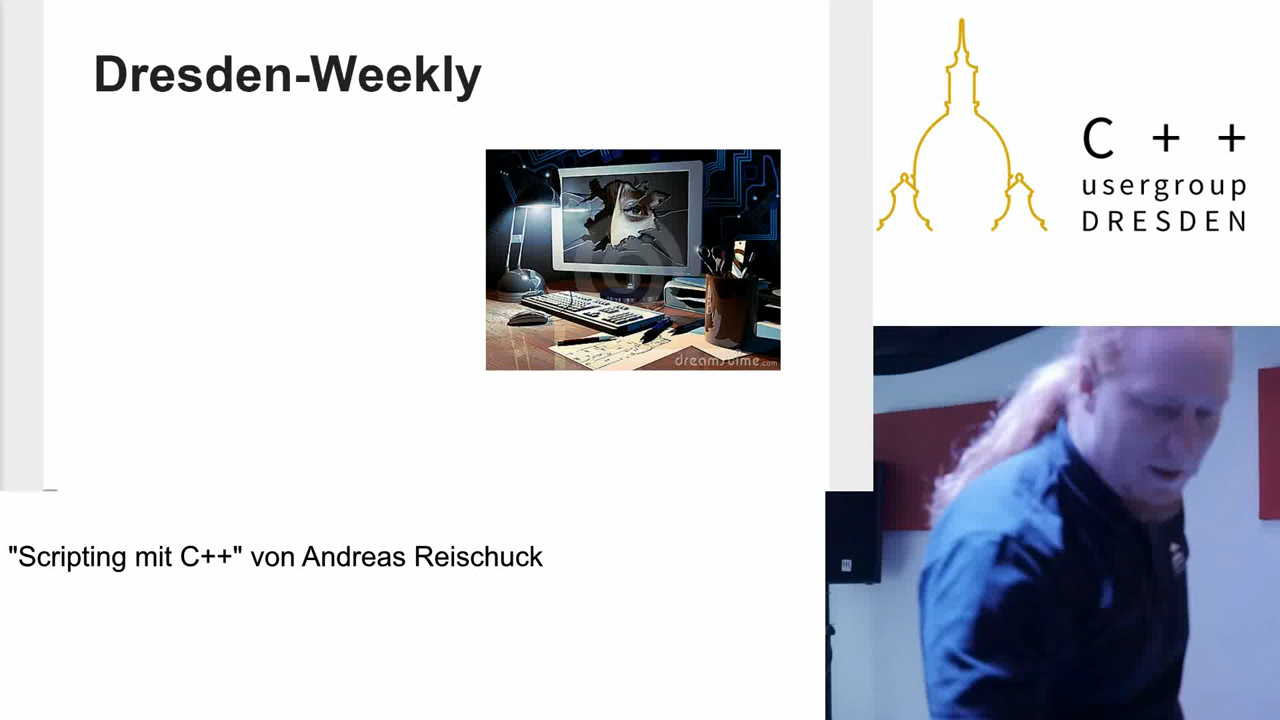 Dresden-Weekly
dreamstime.com
C + +
usergroup
DRESDEN
"Scripting mit C++" von Andreas Reischuck